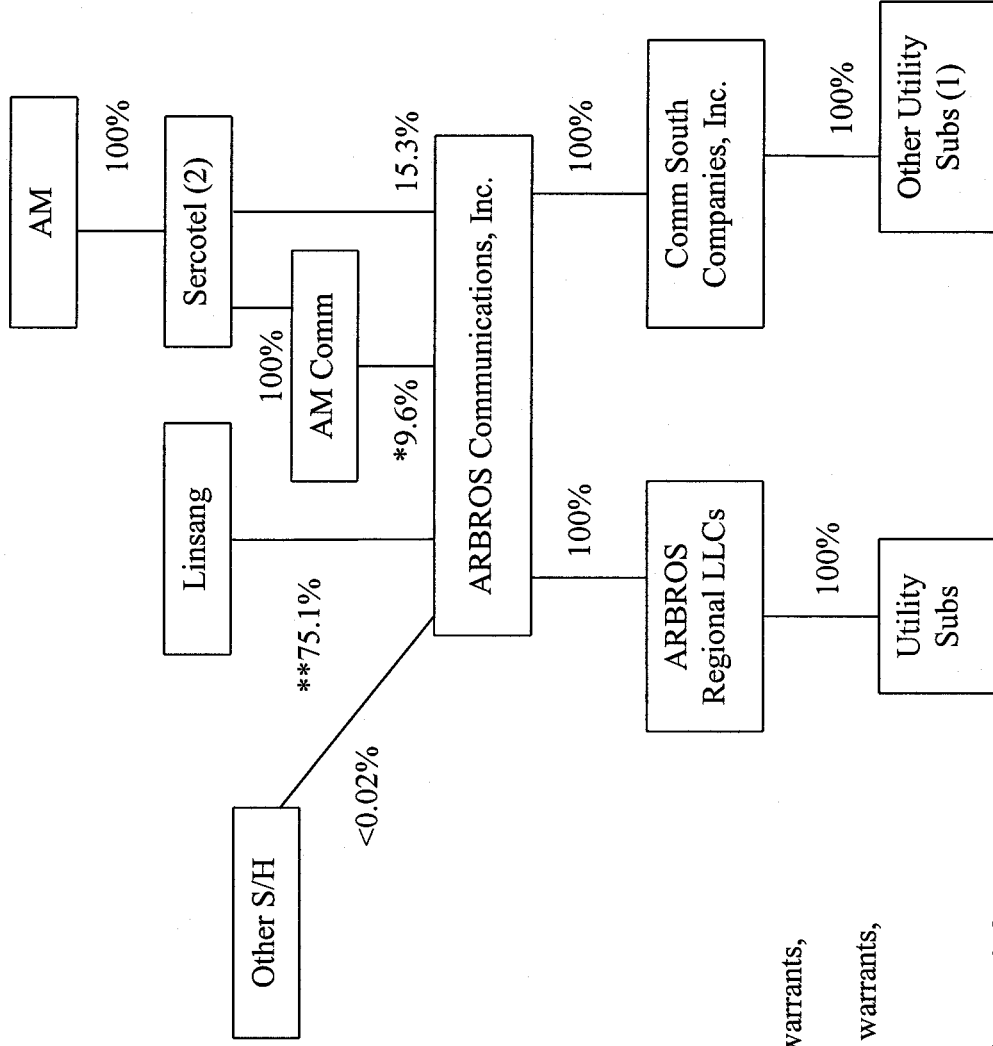 AM
100%
Sercotel (2)
Linsang
100%
AM Comm
15.3%
Other S/H
<0.02%
**75.1%
*9.6%
ARBROS Communications, Inc.
100%
100%
ARBROS
Regional LLCs
Comm South
Companies, Inc.
100%
100%
Utility
Subs
Other Utility
Subs (1)
warrants,
warrants,